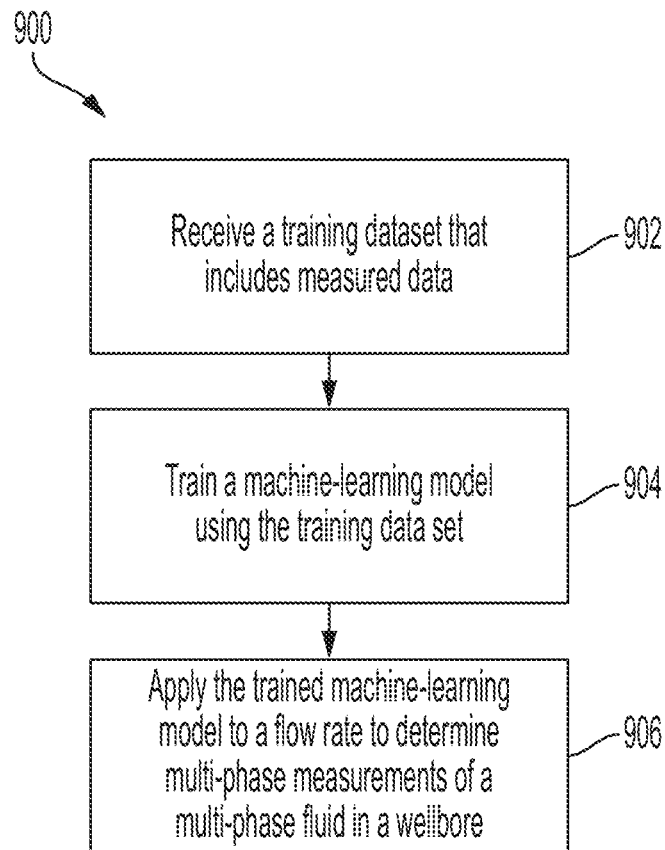 900
Receive a training dataset that
includes measured data
902
Train a machine-learning model
using the training data set
904
Apply the trained machine-learning
model to a flow rate to determine
multi-phase measurements of a
multi-phase fluid in a wellbore
906